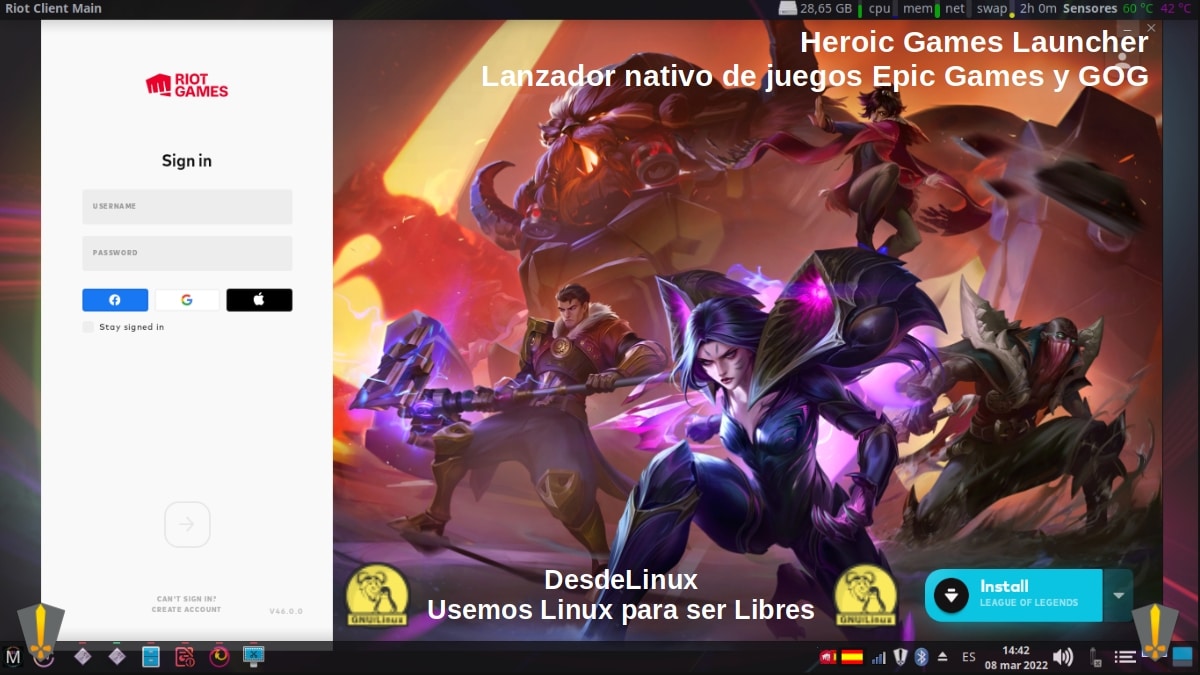 Riot Client Main
28,65 GB cpu mem net swap 2h 0m Sensores 60 °C 42 °C
Heroic Games Launcher
Lanzador nativo de juegos Epic Games y GOG
RIOT
GAMES
Sign in
USERNAME
PASSWORD
Stay signed in
CAN'T SIGN IN?
CREATE ACCOUNT
V46.0.0
DesdeLinux
Usemos Linux para ser Libres
GNU/Linux
GNU/Linux
Install
LEAGUE OF LEGENDS
M
ES
14:42
08 mar 2022